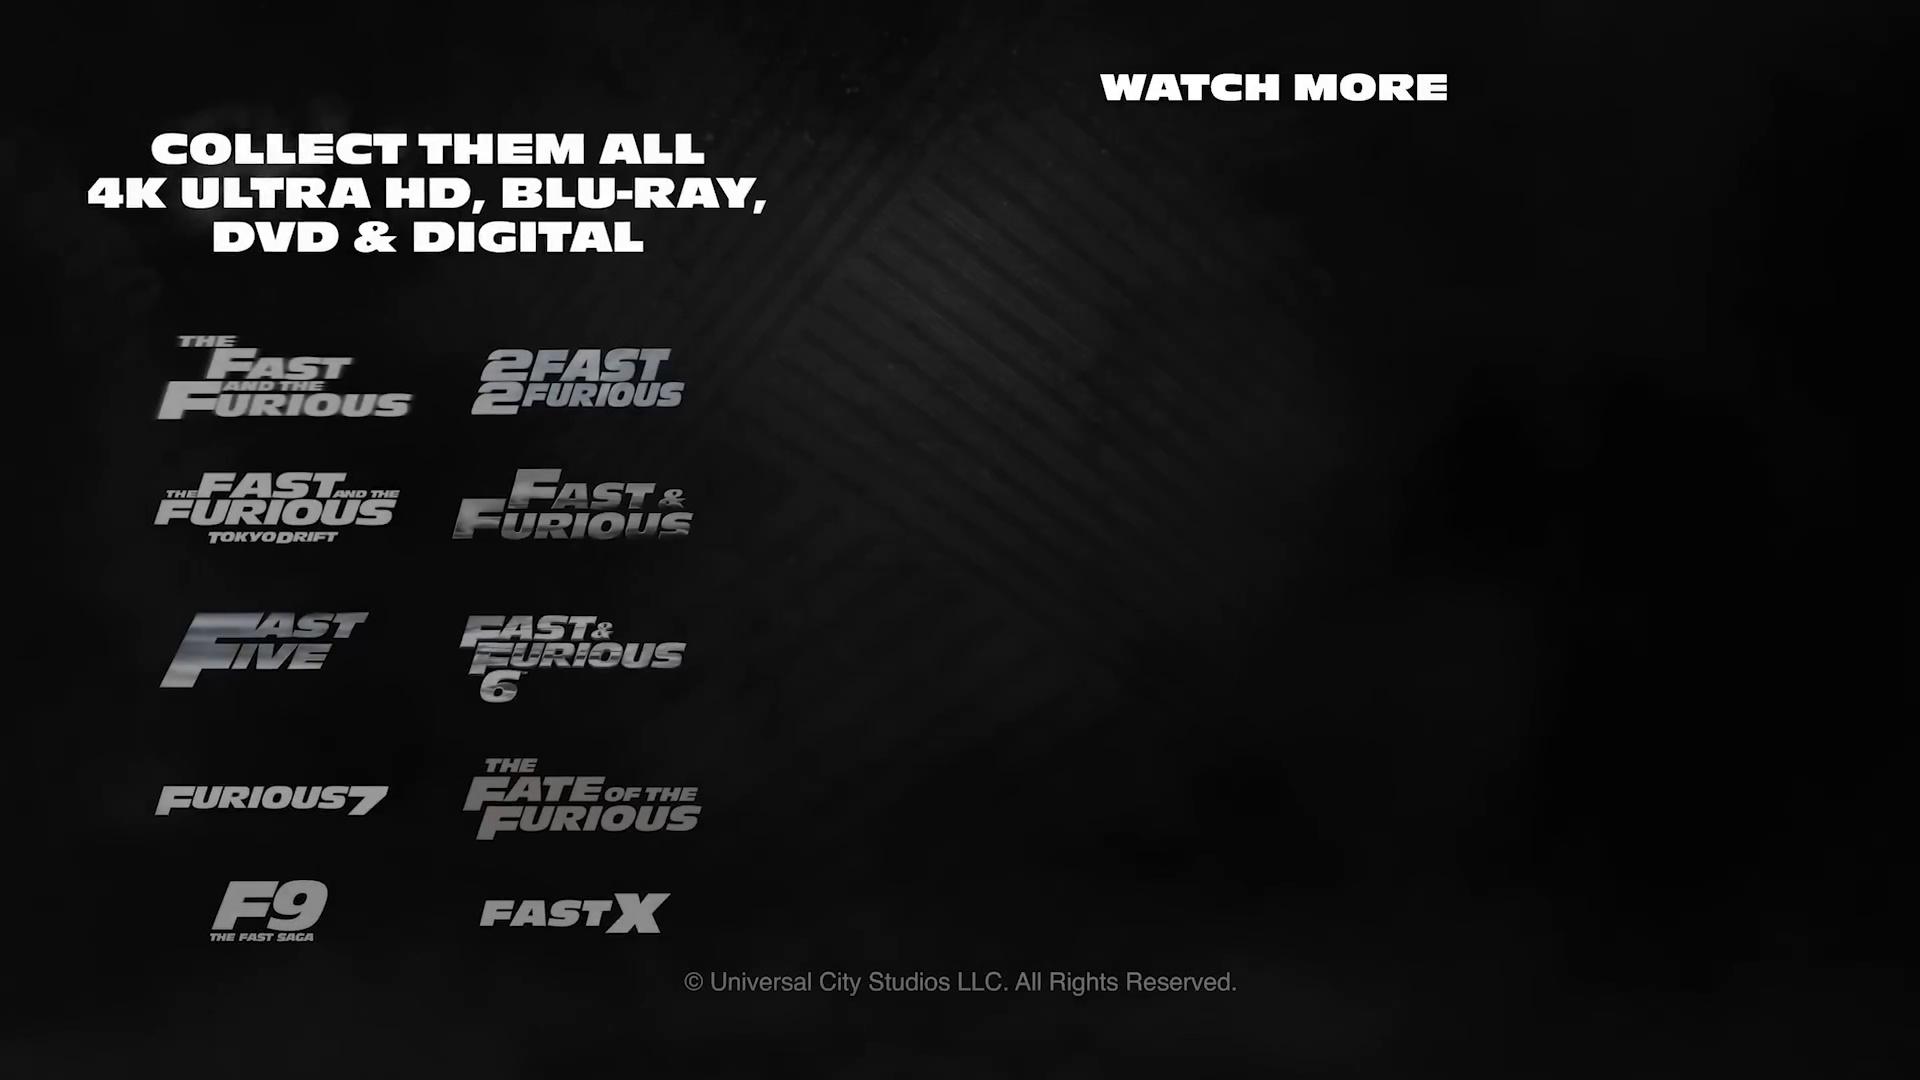 WATCH MORE
COLLECT THEM ALL
4K ULTRA HD, BLU-RAY,
DVD & DIGITAL
THE
FAST
AND THE
FURIOUS
2 FAST
2 FURIOUS
THE FAST AND THE
FURIOUS
TOKYO DRIFT
FAST &
FURIOUS
FAST
FIVE
FAST &
FURIOUS
6
FURIOUS 7
THE
FATE OF THE
FURIOUS
F9
THE FAST SAGA
FAST X
© Universal City Studios LLC. All Rights Reserved.